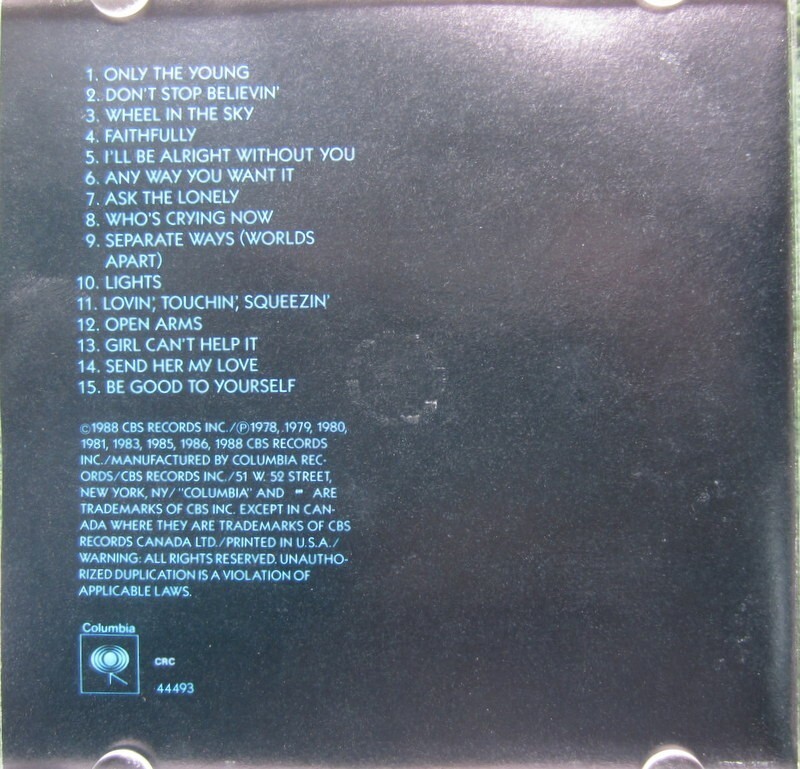 1. ONLY THE YOUNG
2. DON'T STOP BELIEVIN'
3. WHEEL IN THE SKY
4. FAITHFULLY
5. I'LL BE ALRIGHT WITHOUT YOU
6. ANY WAY YOU WANT IT
7. ASK THE LONELY
8. WHO'S CRYING NOW
9. SEPARATE WAYS (WORLDS
APART)
10. LIGHTS
11. LOVIN', TOUCHIN', SQUEEZIN'
12. OPEN ARMS
13. GIRL CAN'T HELP IT
14. SEND HER MY LOVE
15. BE GOOD TO YOURSELF
©1988 CBS RECORDS INC./℗1978, 1979, 1980,
1981, 1983, 1985, 1986, 1988 CBS RECORDS
INC./MANUFACTURED BY COLUMBIA REC-
ORDS/CBS RECORDS INC./51 W. 52 STREET,
NEW YORK, NY/"COLUMBIA" AND ARE
TRADEMARKS OF CBS INC. EXCEPT IN CAN-
ADA WHERE THEY ARE TRADEMARKS OF CBS
RECORDS CANADA LTD./PRINTED IN U.S.A./
WARNING: ALL RIGHTS RESERVED. UNAUTHO-
RIZED DUPLICATION IS A VIOLATION OF
APPLICABLE LAWS.
Columbia
CRC
44493